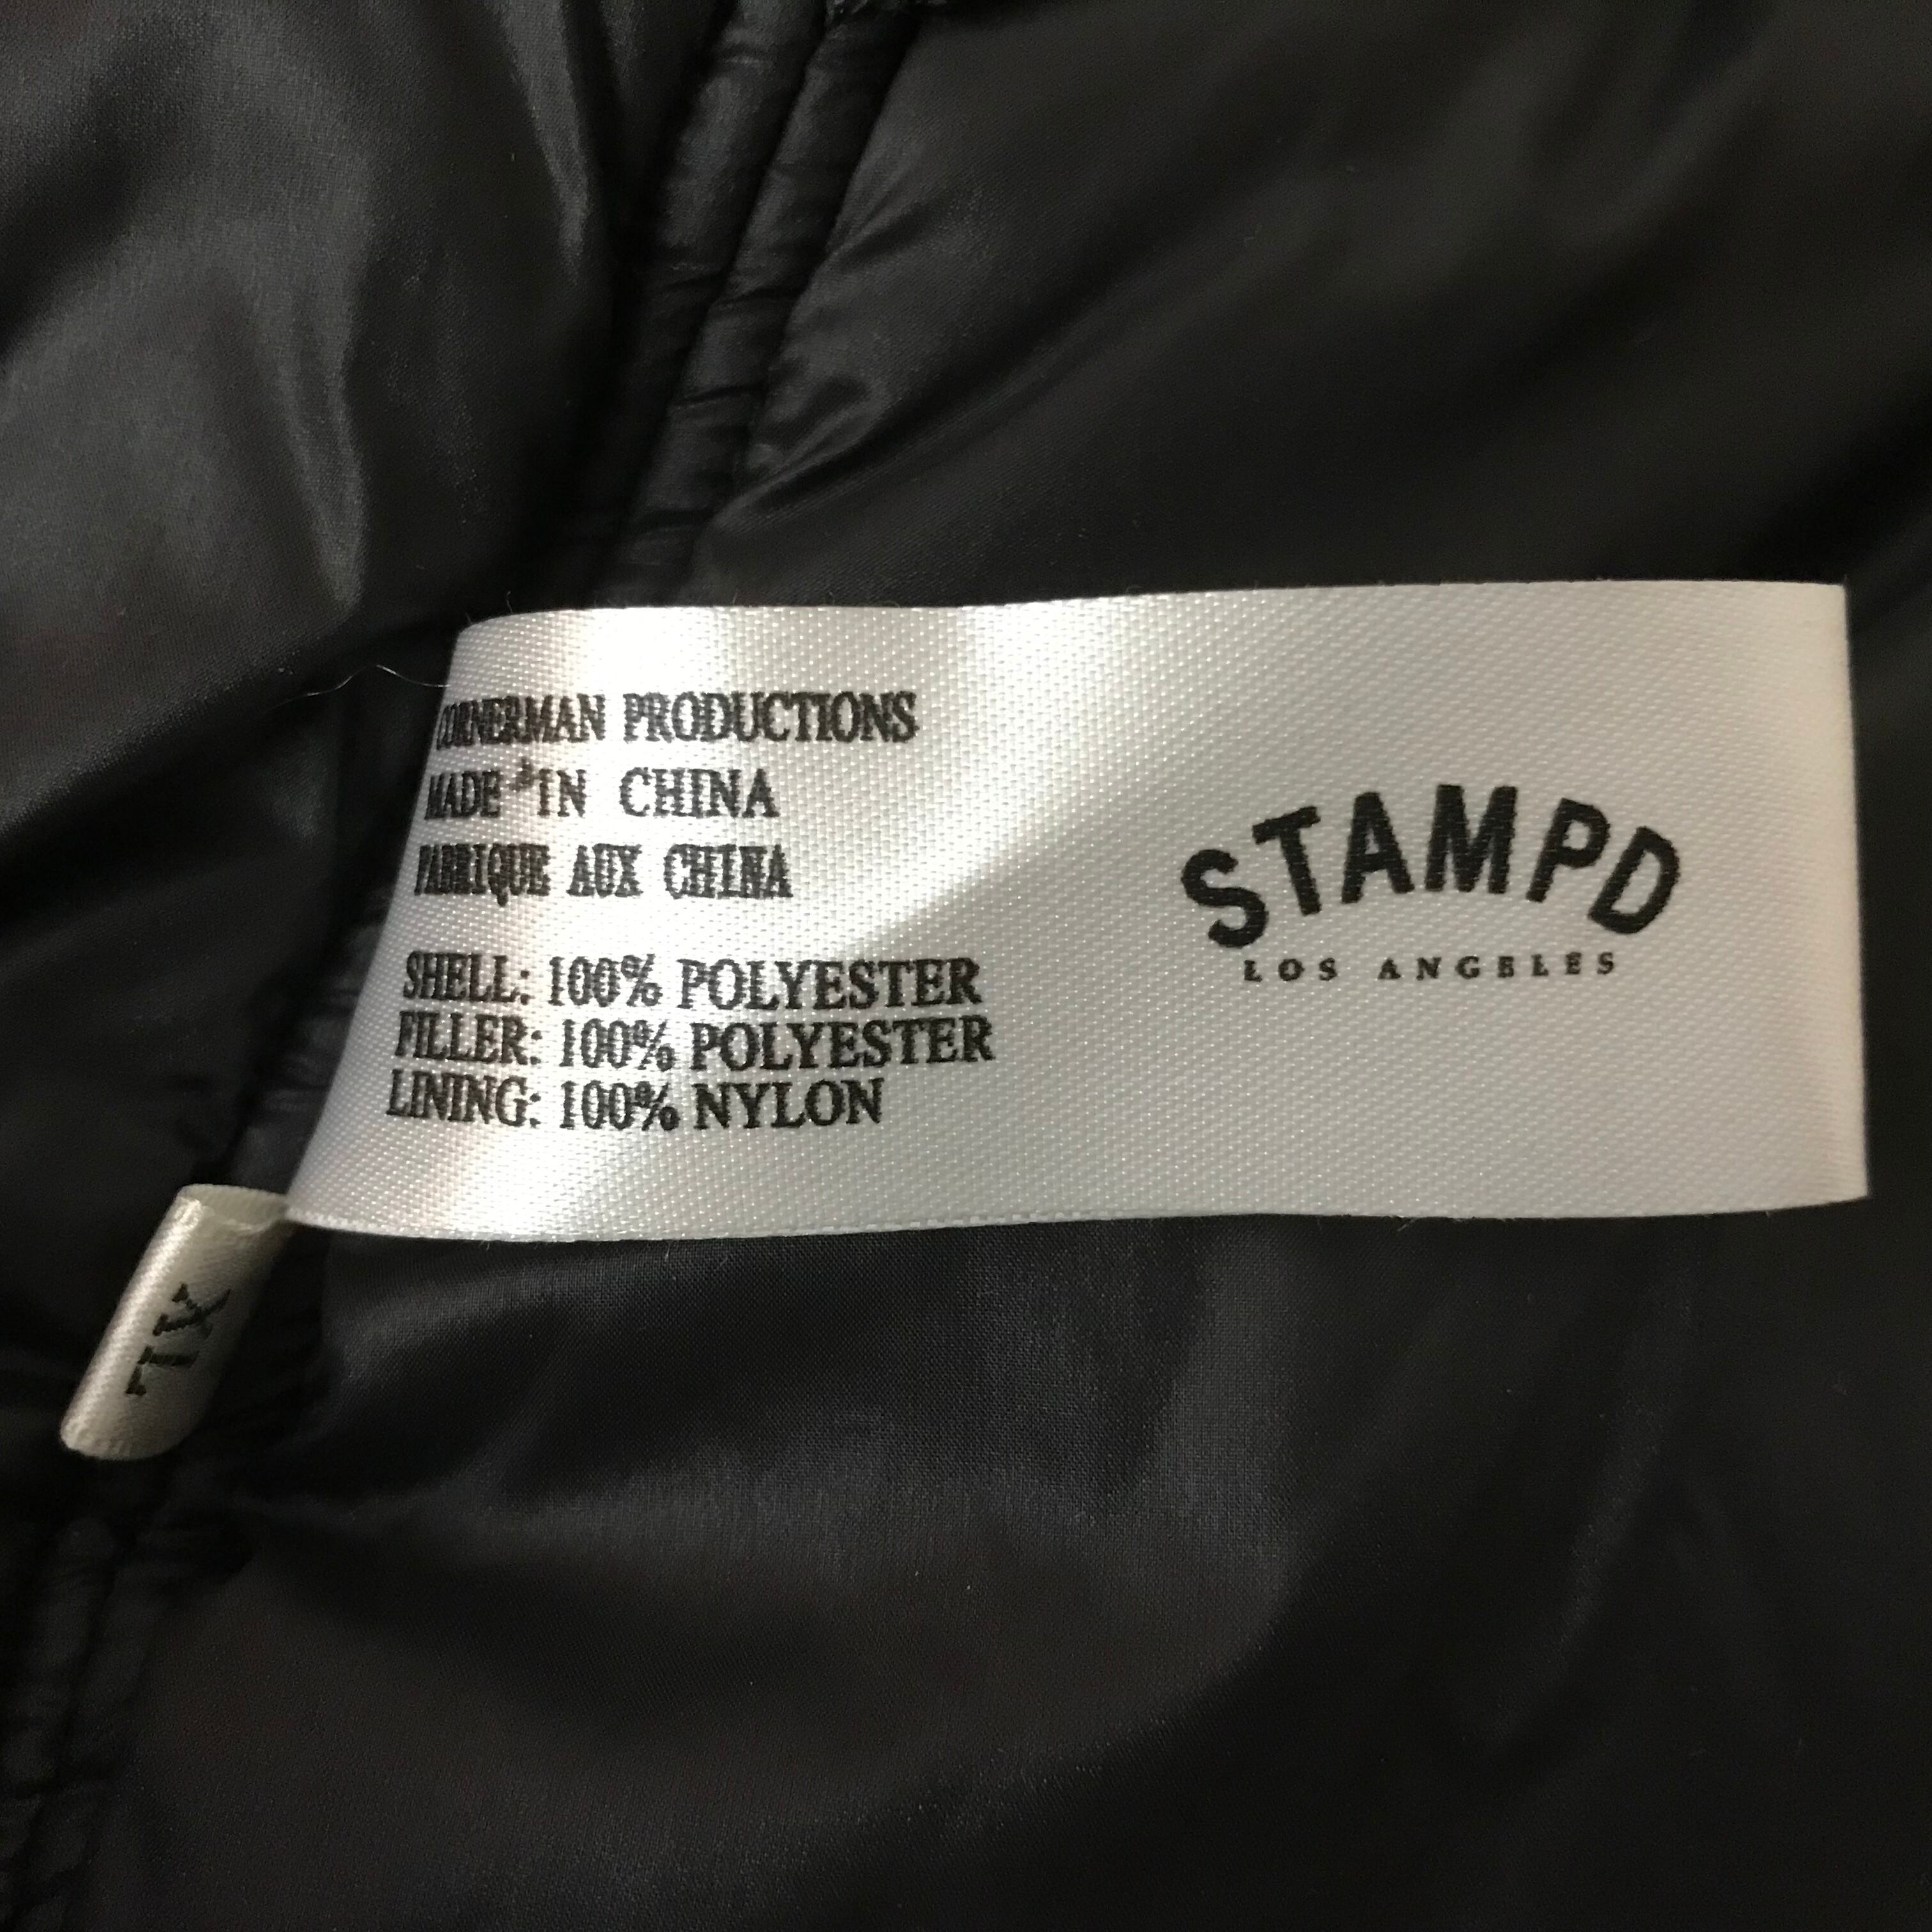 CORNERMAN PRODUCTIONS
MADE IN CHINA
FABRIQUE AUX CHINA
SHELL: 100% POLYESTER
FILLER: 100% POLYESTER
LINING: 100% NYLON
STAMPD
LOS ANGELES
XL